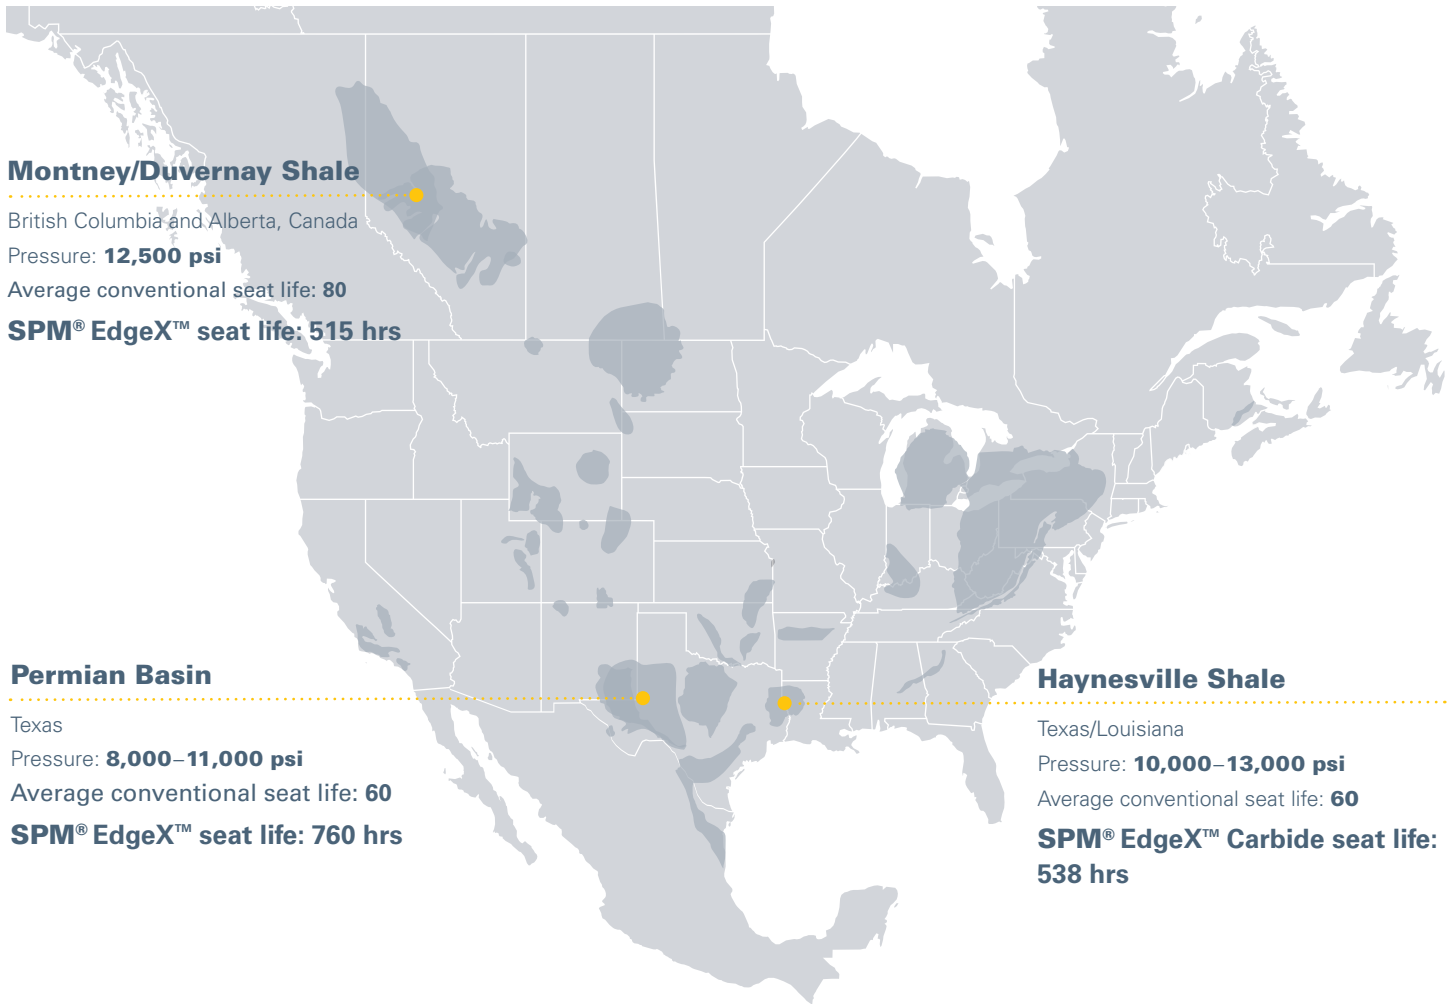 Montney/Duvernay Shale
British Columbia and Alberta, Canada
Pressure: 12,500 psi
Average conventional seat life: 80
SPM® EdgeX™ seat life: 515 hrs
Permian Basin
Texas
Pressure: 8,000–11,000 psi
Average conventional seat life: 60
SPM® EdgeX™ seat life: 760 hrs
Haynesville Shale
Texas/Louisiana
Pressure: 10,000–13,000 psi
Average conventional seat life: 60
SPM® EdgeX™ Carbide seat life:
538 hrs